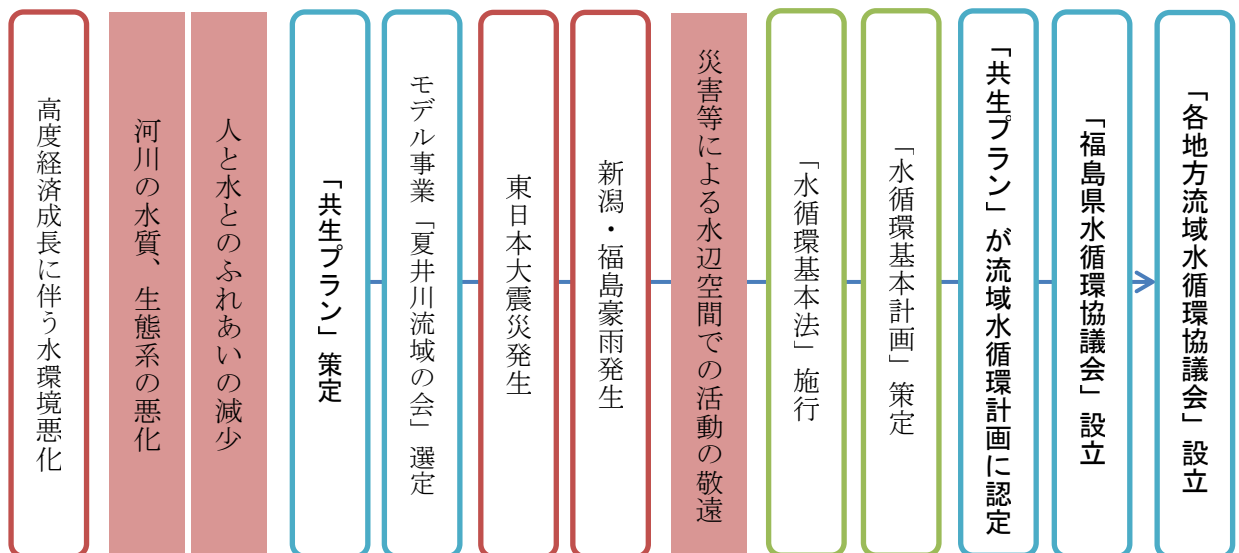 高度経済成長に伴う水環境悪化
河川の水質、生態系の悪化
人と水とのふれあいの減少
「共生プラン」策定
モデル事業「夏井川流域の会」選定
東日本大震災発生
新潟・福島豪雨発生
災害等による水辺空間での活動の敬遠
「水循環基本法」施行
「水循環基本計画」策定
「共生プラン」が流域水循環計画に認定
「福島県水循環協議会」設立
「各地方流域水循環協議会」設立